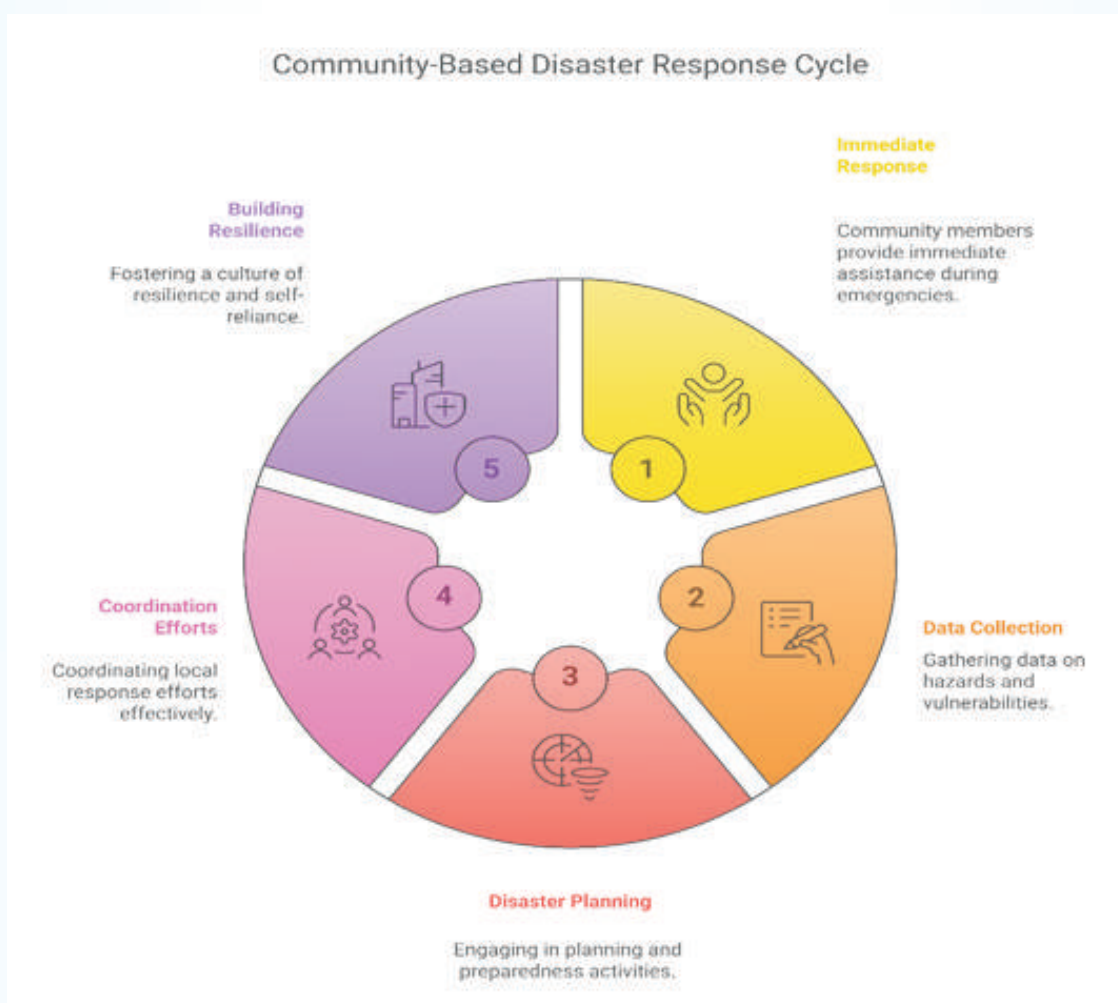 Community-Based Disaster Response Cycle
Immediate
Response
Community members
provide immediate
assistance during
emergencies.
Building
Resilience
Fostering a culture of
resilience and self-
reliance.
1
2
3
4
5
Data Collection
Gathering data on
hazards and
vulnerabilities.
Coordination
Efforts
Coordinating local
response efforts
effectively.
Disaster Planning
Engaging in planning and
preparedness activities.